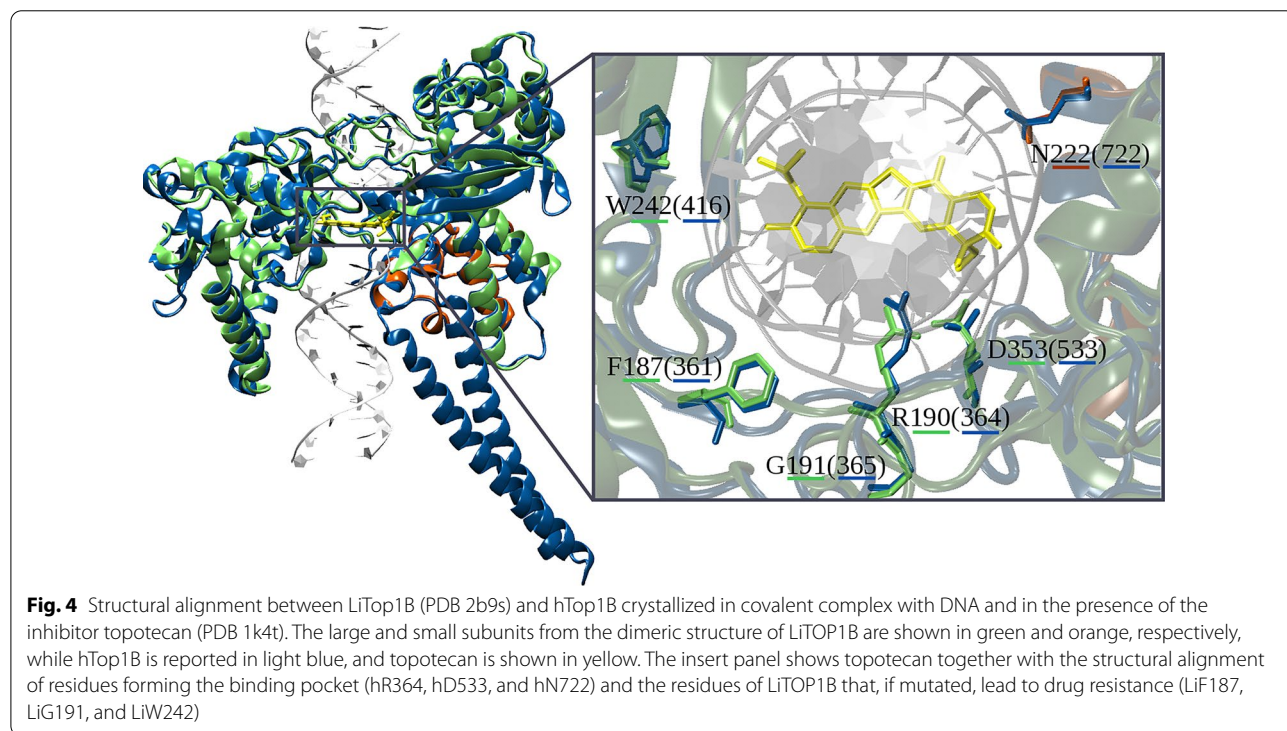 N222(722)
W242(416)
D353(533)
F187(361)
R190(364)
G191(365)
Fig. 4 Structural alignment between LiTop1B (PDB 2b9s) and hTop1B crystallized in covalent complex with DNA and in the presence of the
inhibitor topotecan (PDB 1k4t). The large and small subunits from the dimeric structure of LiTOP1B are shown in green and orange, respectively,
while hTop1B is reported in light blue, and topotecan is shown in yellow. The insert panel shows topotecan together with the structural alignment
of residues forming the binding pocket (hR364, hD533, and hN722) and the residues of LiTOP1B that, if mutated, lead to drug resistance (LiF187,
LiG191, and LiW242)